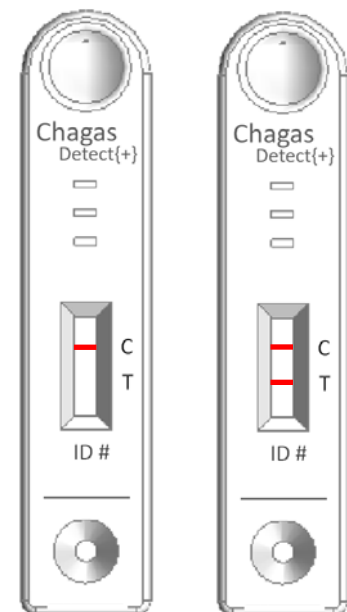 Chagas
Detect{+}
C
T
ID #
Chagas
Detect{+}
C
T
ID #